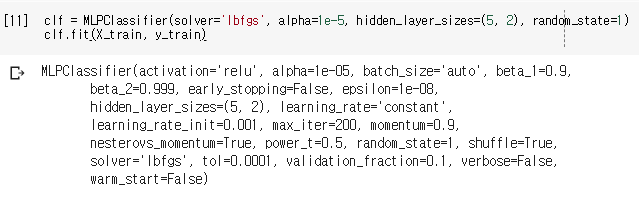 [11] clf = MLPClassifier(solver='lbfgs', alpha=1e-5, hidden_layer_sizes=(5, 2), random_state=1)
clf.fit(X_train, y_train)
MLPClassifier(activation='relu', alpha=1e-05, batch_size='auto', beta_1=0.9,
beta_2=0.999, early_stopping=False, epsilon=1e-08,
hidden_layer_sizes=(5, 2), learning_rate='constant',
learning_rate_init=0.001, max_iter=200, momentum=0.9,
nesterovs_momentum=True, power_t=0.5, random_state=1, shuffle=True,
solver='lbfgs', tol=0.0001, validation_fraction=0.1, verbose=False,
warm_start=False)